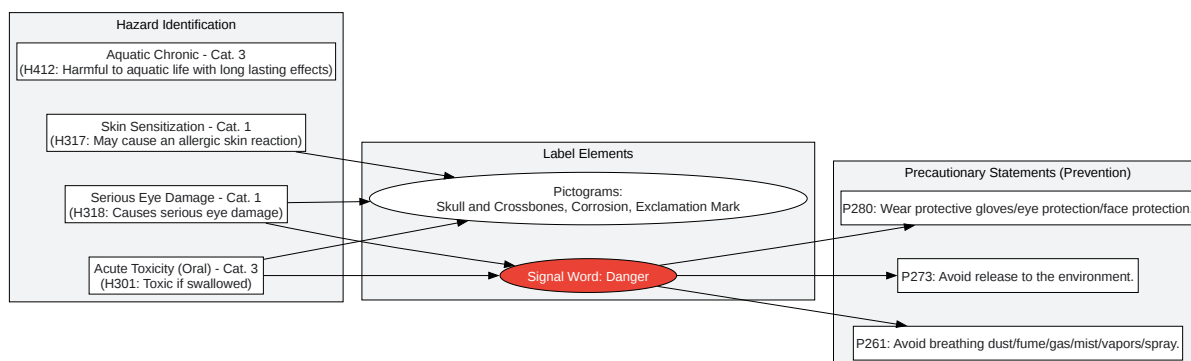 Hazard Identification
Aquatic Chronic - Cat. 3
(H412: Harmful to aquatic life with long lasting effects)
Skin Sensitization - Cat. 1
(H317: May cause an allergic skin reaction)
Serious Eye Damage - Cat. 1
(H318: Causes serious eye damage)
Acute Toxicity (Oral) - Cat. 3
(H301: Toxic if swallowed)
Label Elements
Pictograms:
Skull and Crossbones, Corrosion, Exclamation Mark
Signal Word: Danger
Precautionary Statements (Prevention)
P280: Wear protective gloves/eye protection/face protection.
P273: Avoid release to the environment.
P261: Avoid breathing dust/fume/gas/mist/vapors/spray.